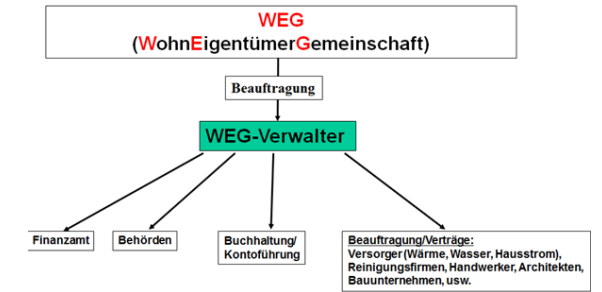 WEG
(WohnEigentümerGemeinschaft)
Beauftragung
WEG-Verwalter
Finanzamt
Behörden
Buchhaltung/
Kontoführung
Beauftragung/Verträge:
Versorger (Wärme, Wasser, Hausstrom),
Reinigungsfirmen, Handwerker, Architekten,
Bauunternehmen, usw.